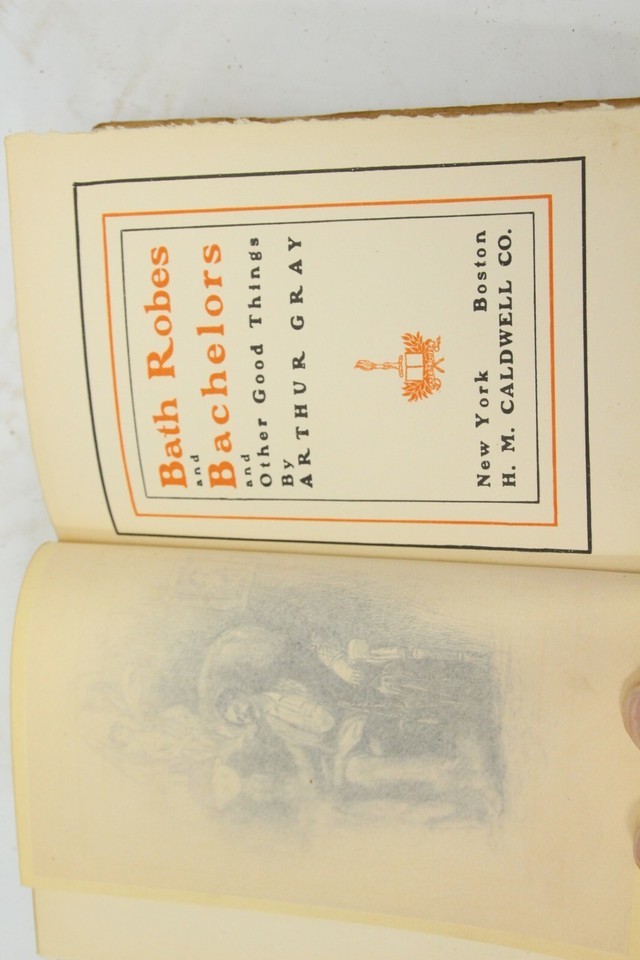 Bath Robes
and
Bachelors
and
Other Good Things
By
ARTHUR GRAY
New York Boston
H. M. CALDWELL CO.